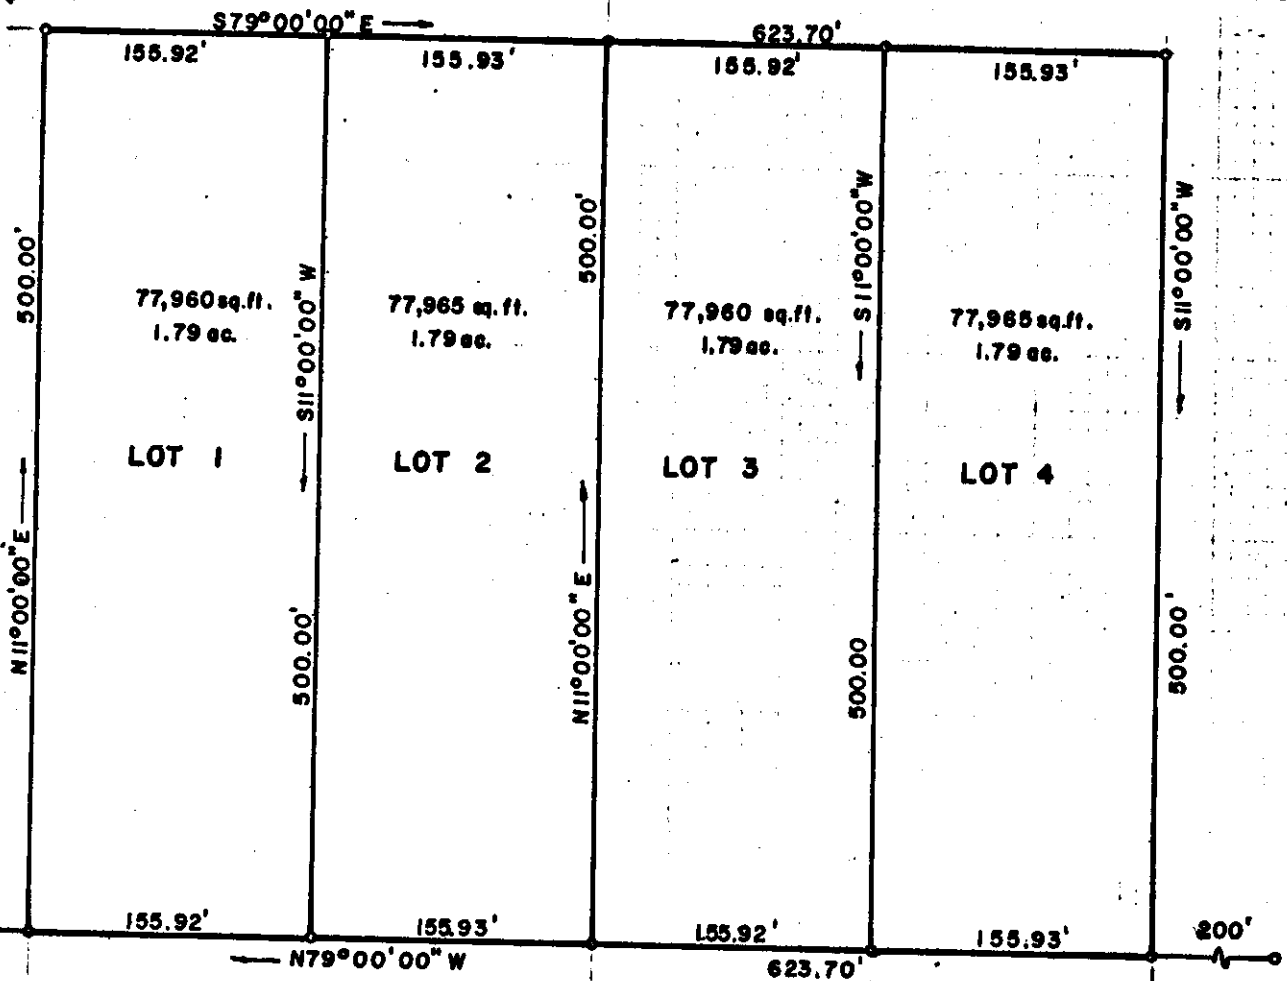 S79°00'00"E
623.70'
155.92'
155.93'
155.92'
155.93'
500.00'
N11°00'00"E
77,960 sq.ft.
1.79 ac.
LOT 1
S11°00'00"W
500.00'
77,965 sq.ft.
1.79 ac.
LOT 2
500.00'
N11°00'00"E
77,960 sq.ft.
1.79 ac.
LOT 3
S11°00'00"W
500.00
77,965 sq.ft.
1.79 ac.
LOT 4
S11°00'00"W
500.00'
155.92'
155.93'
155.92'
155.93'
200'
N79°00'00"W
623.70'